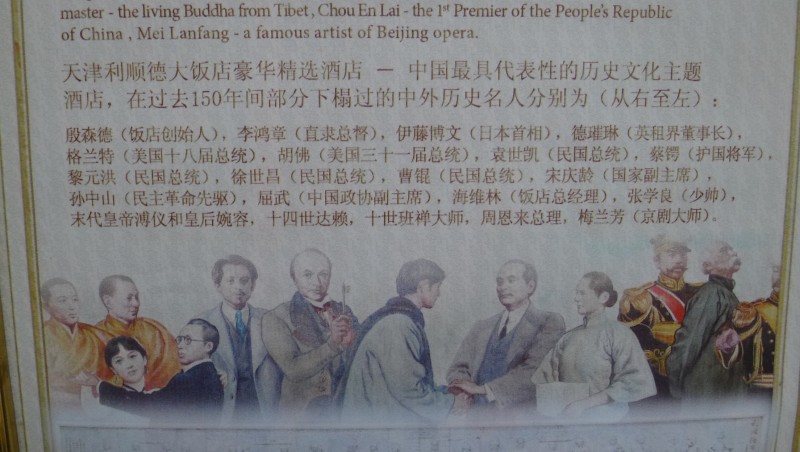 master - the living Buddha from Tibet, Chou En Lai - the 1st Premier of the People's Republic
of China , Mei Lanfang - a famous artist of Beijing opera.
天津利顺德大饭店豪华精选酒店 － 中国最具代表性的历史文化主题
酒店，在过去150年间部分下榻过的中外历史名人分别为（从右至左）：
殷森德（饭店创始人），李鸿章（直隶总督），伊藤博文（日本首相），德璀琳（英租界董事长），
格兰特（美国十八届总统），胡佛（美国三十一届总统），袁世凯（民国总统），蔡锷（护国将军），
黎元洪（民国总统），徐世昌（民国总统），曹锟（民国总统），宋庆龄（国家副主席），
孙中山（民主革命先驱），屈武（中国政协副主席），海维林（饭店总经理），张学良（少帅），
末代皇帝溥仪和皇后婉容，十四世达赖，十世班禅大师，周恩来总理，梅兰芳（京剧大师）。